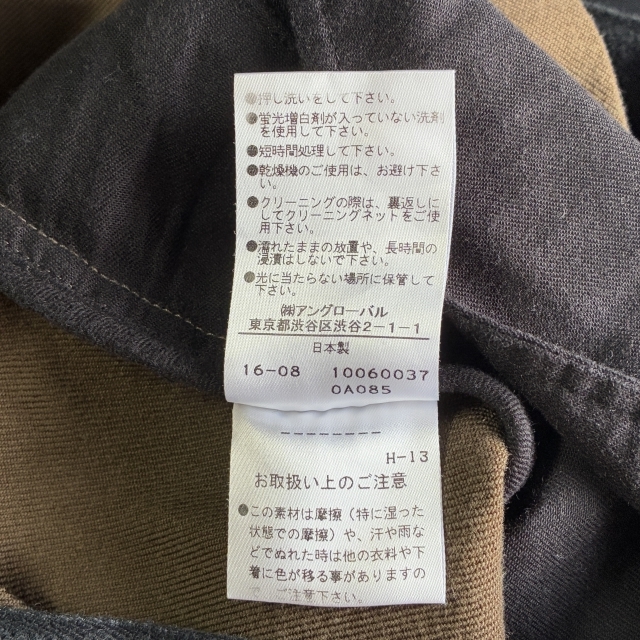 ●押し洗いをして下さい。
●蛍光増白剤が入っていない洗剤
を使用して下さい。
●短時間処理して下さい。
●乾燥機のご使用は、お避け下さ
い。
●クリーニングの際は、裏返しに
してクリーニングネットをご使
用下さい。
●濡れたままの放置や、長時間の
浸漬はしないで下さい。
●光に当たらない場所に保管して
下さい。
㈱アングローバル
東京都渋谷区渋谷2-1-1
日本製
16-08 10060037
0A085
--------
H-13
お取扱い上のご注意
●この素材は摩擦（特に湿った
状態での摩擦）や、汗や雨な
どでぬれた時は他の衣料や下
着に色が移る事がありますの
で、ご注意下さい。